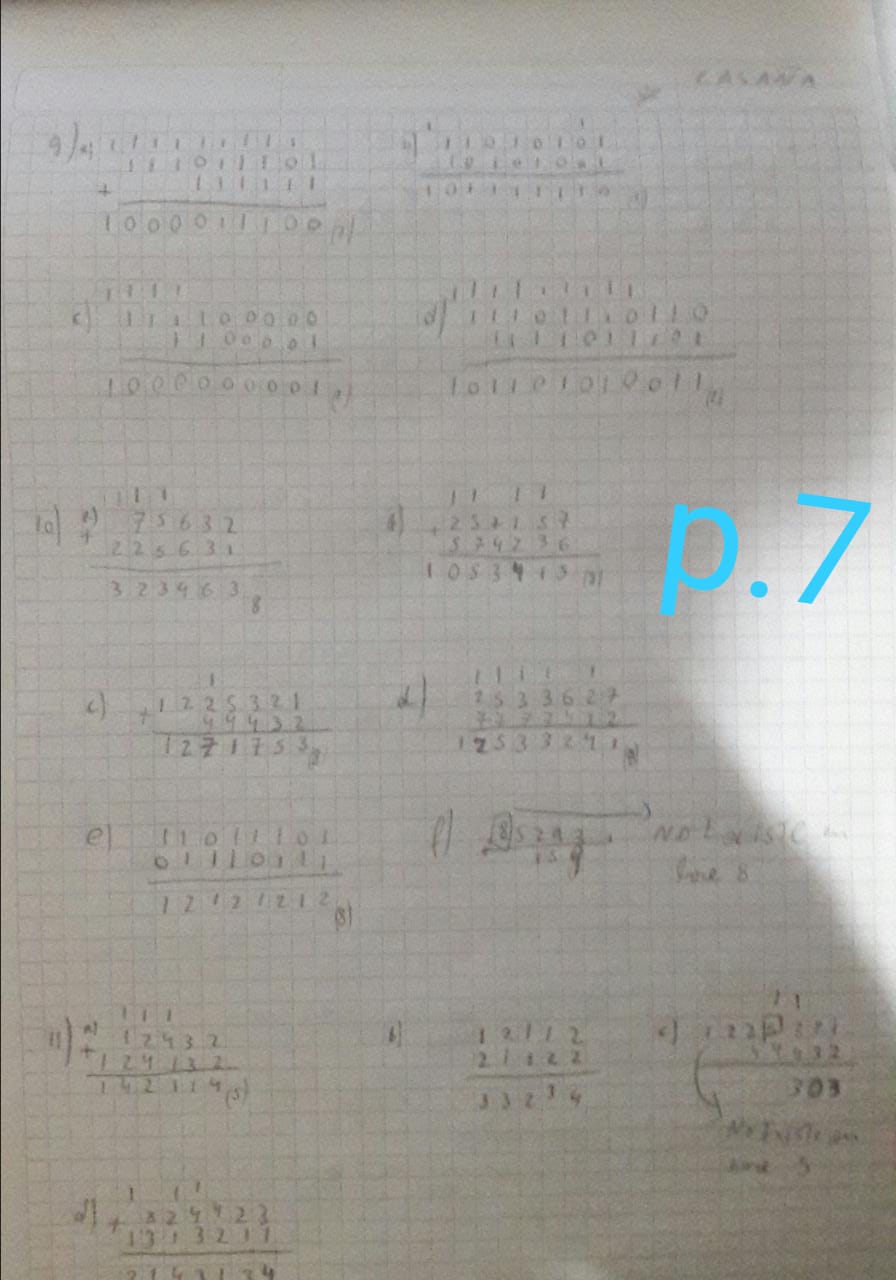 CASAÑA
9) a) 1 1 1 1 1 1 1 1 1 b) 1 1
1 1 1 0 1 1 1 0 1 1 1 0 1 0 1 0 1
+ 1 1 1 1 1 1 1 0 1 0 1 0 0 1
1 0 0 0 0 1 1 1 0 0 (2) 1 0 1 1 1 1 1 1 0
1 1 1 1 1 1 1 1 1 1 1 1 1
c) 1 1 1 1 0 0 0 0 0 d) 1 1 1 0 1 1 1 0 1 1 0
1 1 0 0 0 0 1 1 1 1 1 0 1 1 1 0 1
1 0 0 0 0 0 0 0 0 1 (2) 1 0 1 1 0 1 0 1 0 0 1 1 (2)
1 1 1 1 1 1 1
10) a) 7 5 6 3 2 b) + 2 5 2 1 5 7
+ 2 2 5 6 3 1 5 7 4 2 3 6
3 2 3 4 6 3 8 1 0 5 3 4 1 5 (8)
p.7
1 1 1 1 1 1
c) + 1 2 2 5 3 2 1 d) 2 5 3 3 6 2 7
4 4 4 3 2 7 7 7 7 4 1 2
1 2 7 1 7 5 3 1 2 5 3 3 2 4 1 (8)
e) 1 1 0 1 1 1 0 1 f) 8 5 2 4 3 No Existe en
0 1 1 1 0 1 1 1 1 5 9 base 8
1 2 1 2 1 2 1 2 (8)
1 1 1 1 1
11) a) 1 2 4 3 2 b) 1 2 1 1 2 c) 1 2 2 5 3 2 1
+ 1 2 4 1 3 2 2 1 1 2 2 4 4 4 3 2
1 4 2 1 1 4 (5) 3 3 2 3 4 3 0 3
No Existe en
base 5
1 1 1
d) + 3 2 4 4 2 3
1 3 1 3 2 1 1
2 1 4 3 1 3 4